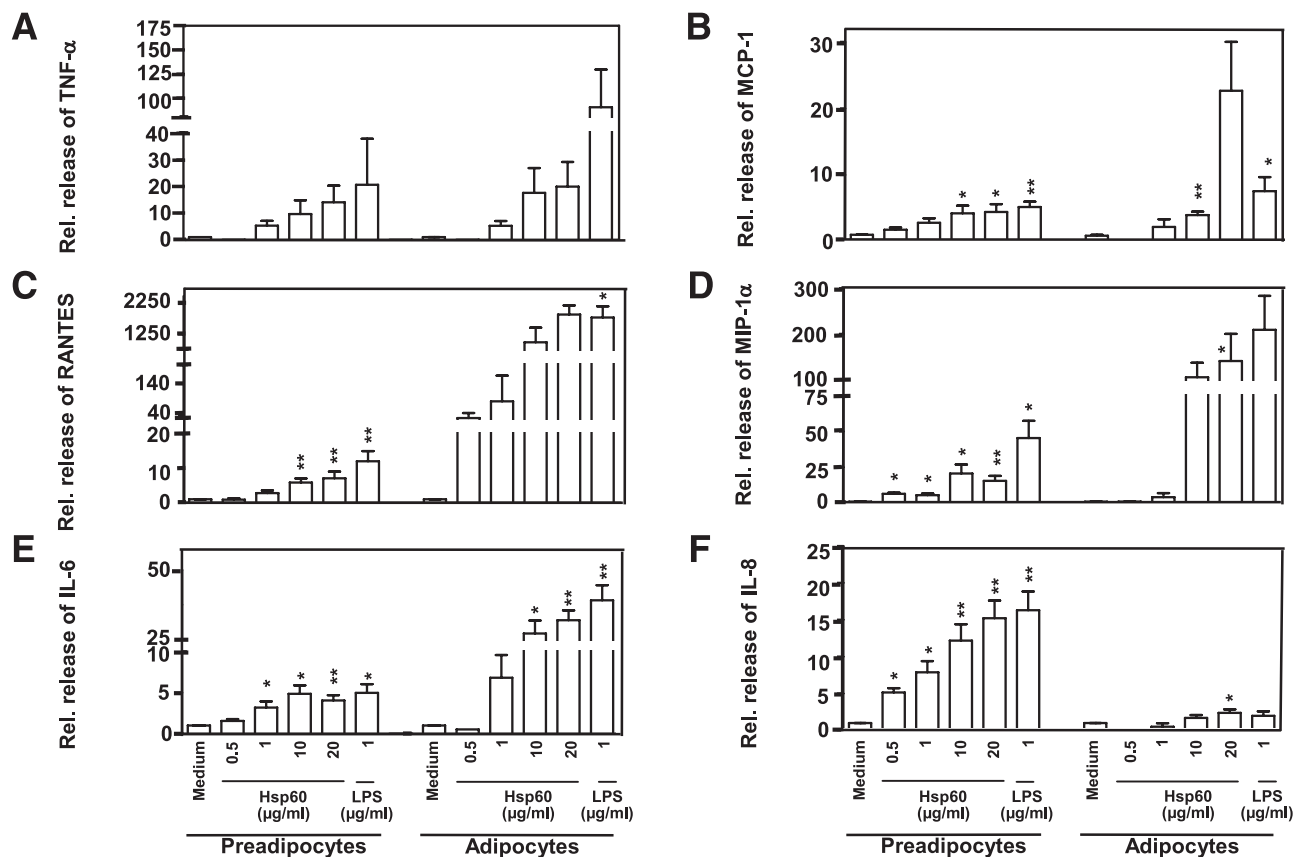 A
Rel. release of TNF-α
175
150
125
100
40
30
20
10
0
B
Rel. release of MCP-1
30
20
10
0
* * ** ** *
C
Rel. release of RANTES
2250
1250
140
40
20
10
0
** ** ** *
D
Rel. release of MIP-1α
300
200
100
75
50
25
0
* * * ** * *
E
Rel. release of IL-6
50
25
10
5
0
* * ** * * ** **
Medium 0.5 1 10 20 1 Medium 0.5 1 10 20 1
Hsp60 LPS Hsp60 LPS
(µg/ml) (µg/ml) (µg/ml) (µg/ml)
Preadipocytes Adipocytes
F
Rel. release of IL-8
25
20
15
10
5
0
* * ** ** ** *
Medium 0.5 1 10 20 1 Medium 0.5 1 10 20 1
Hsp60 LPS Hsp60 LPS
(µg/ml) (µg/ml) (µg/ml) (µg/ml)
Preadipocytes Adipocytes